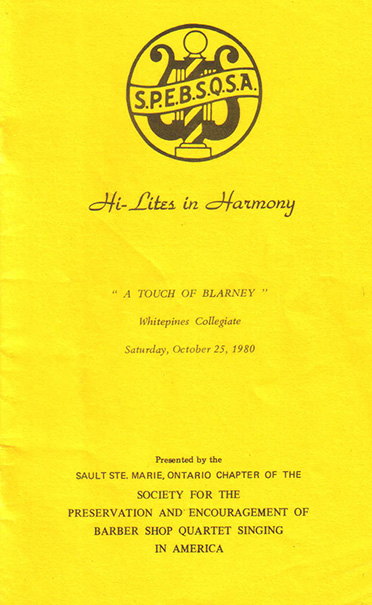 S.P.E.B.S.Q.S.A.
Hi-Lites in Harmony
" A TOUCH OF BLARNEY "
Whitepines Collegiate
Saturday, October 25, 1980
Presented by the
SAULT STE. MARIE, ONTARIO CHAPTER OF THE
SOCIETY FOR THE
PRESERVATION AND ENCOURAGEMENT OF
BARBER SHOP QUARTET SINGING
IN AMERICA